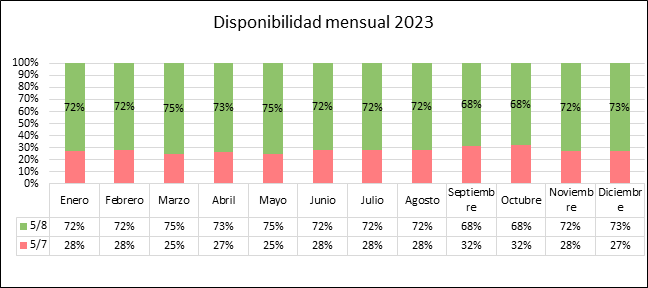 Disponibilidad mensual 2023
100%
90%
80%
70%
60%
50%
40%
30%
20%
10%
0%
72% 72% 75% 73% 75% 72% 72% 72% 68% 68% 72% 73%
Enero Febrero Marzo Abril Mayo Junio Julio Agosto Septiembre Octubre Noviembre Diciembre
5/8 72% 72% 75% 73% 75% 72% 72% 72% 68% 68% 72% 73%
5/7 28% 28% 25% 27% 25% 28% 28% 28% 32% 32% 28% 27%